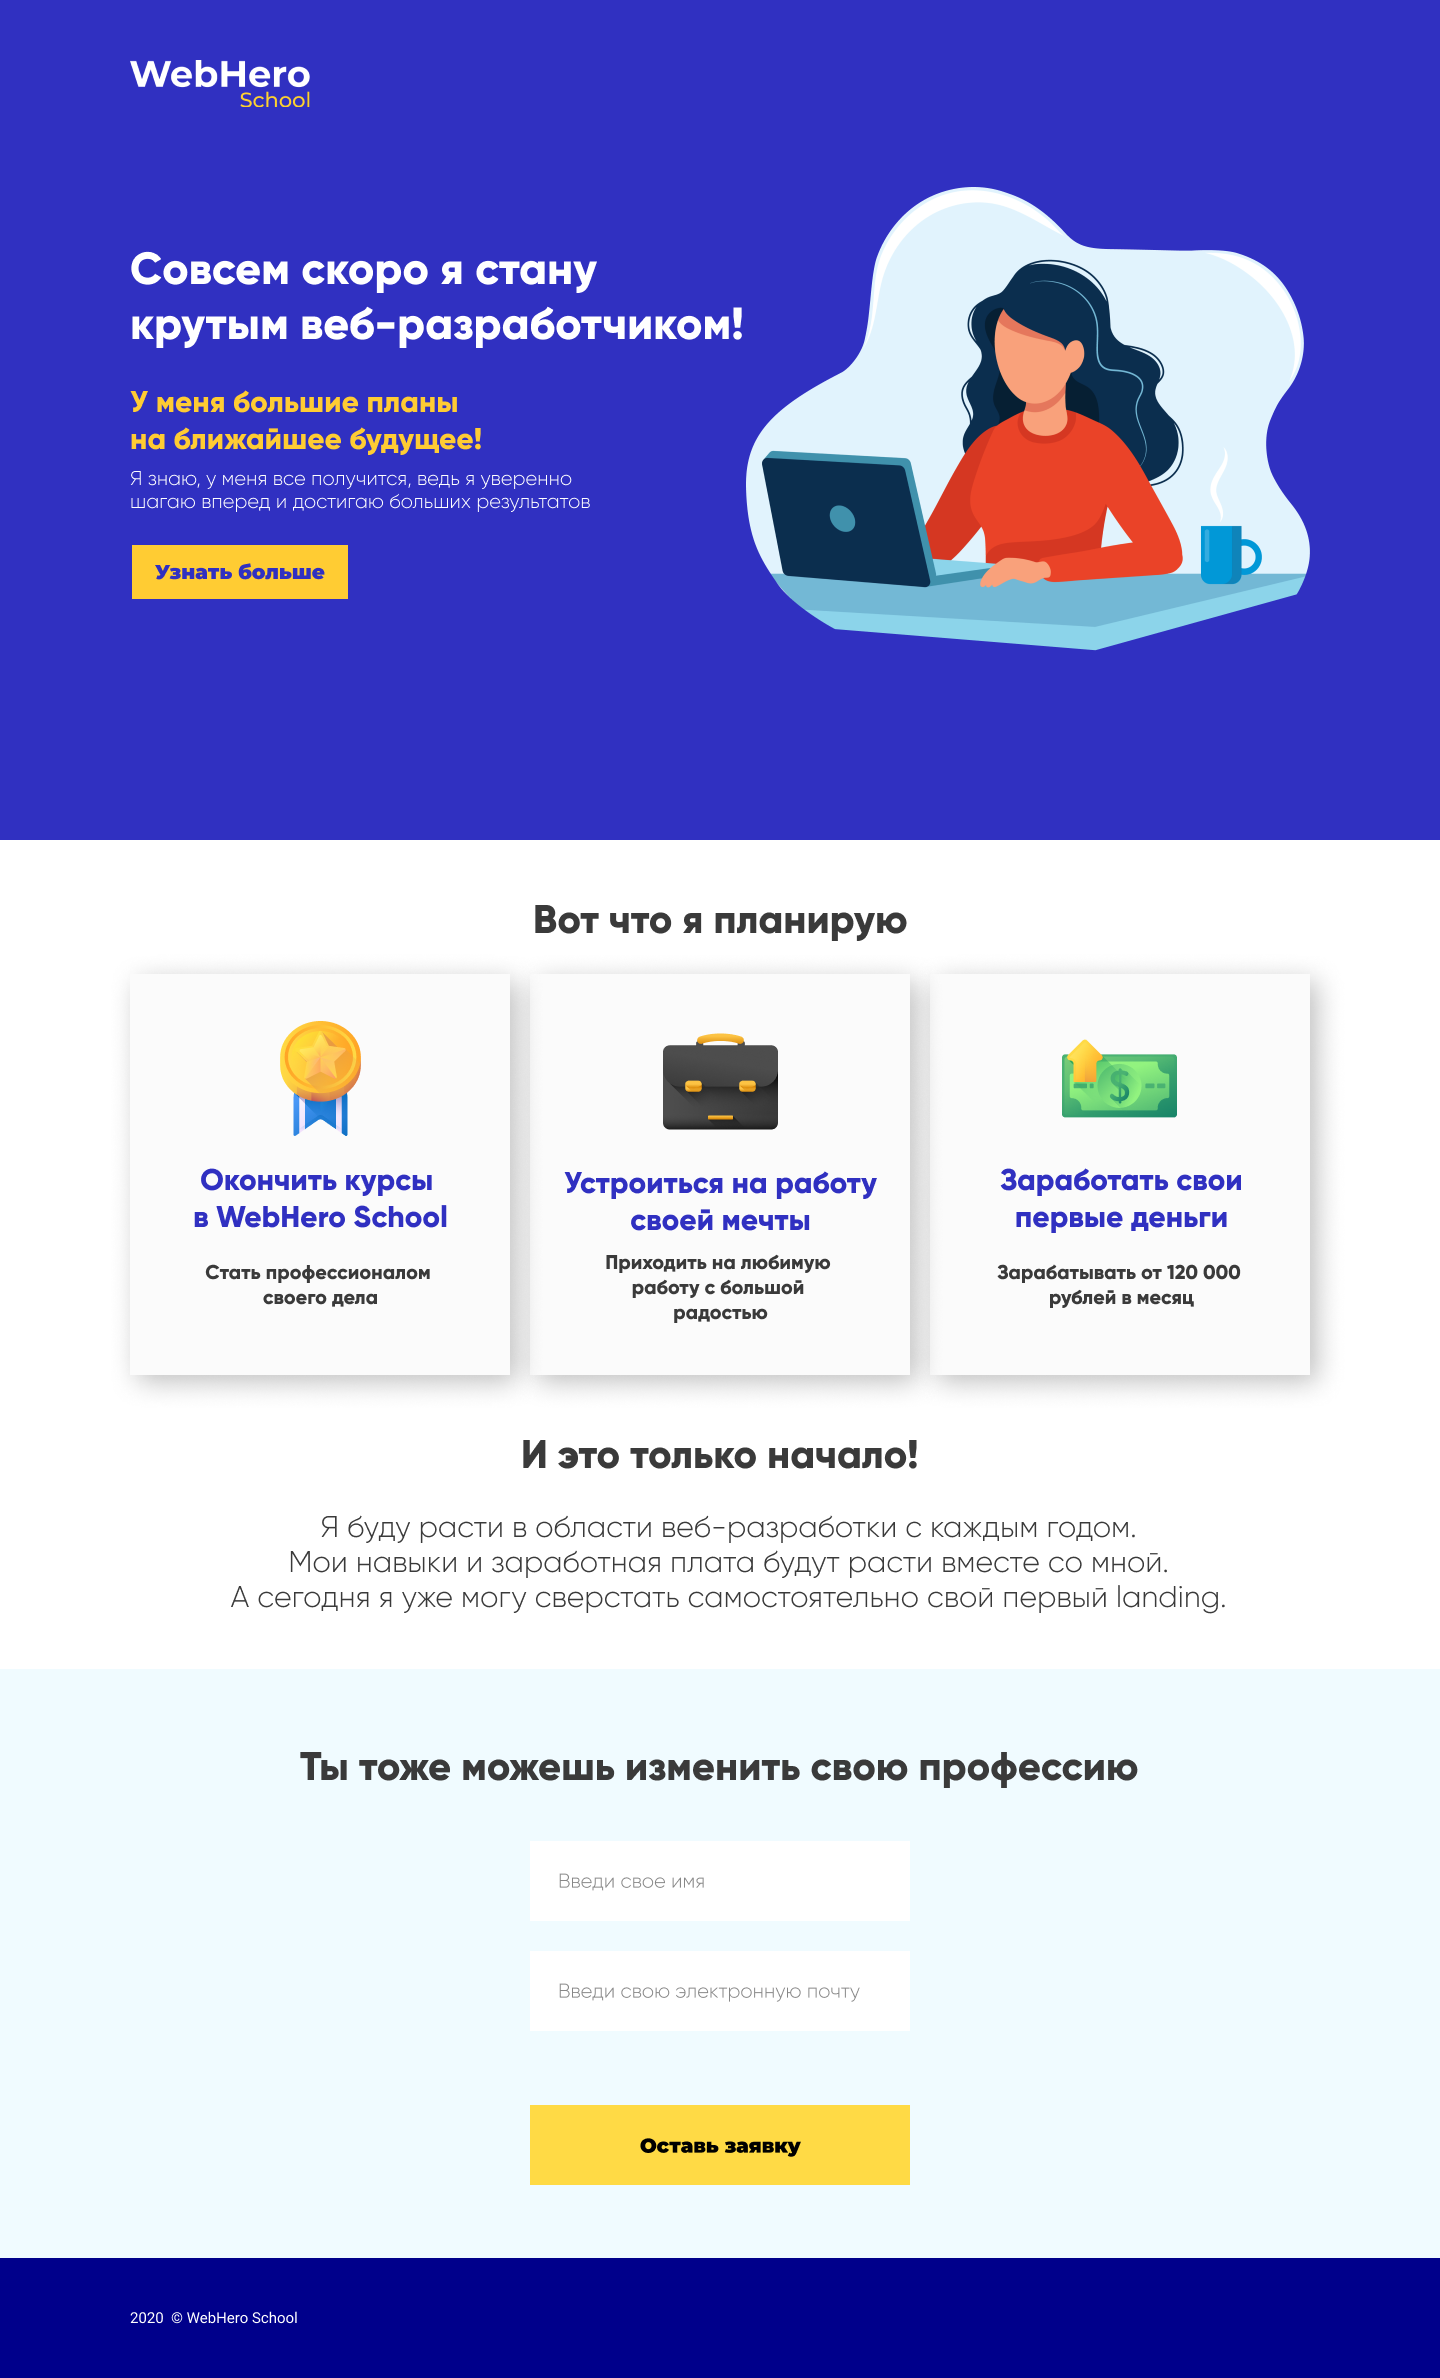 WebHero
School
Совсем скоро я стану
крутым веб-разработчиком!
У меня большие планы
на ближайшее будущее!
Я знаю, у меня все получится, ведь я уверенно
шагаю вперед и достигаю больших результатов
Узнать больше
Вот что я планирую
Окончить курсы
в WebHero School
Стать профессионалом
своего дела
Устроиться на работу
своей мечты
Приходить на любимую
работу с большой
радостью
$
Заработать свои
первые деньги
Зарабатывать от 120 000
рублей в месяц
И это только начало!
Я буду расти в области веб-разработки с каждым годом.
Мои навыки и заработная плата будут расти вместе со мной.
А сегодня я уже могу сверстать самостоятельно свой первый landing.
Ты тоже можешь изменить свою профессию
Введи свое имя
Введи свою электронную почту
Оставь заявку
2020 © WebHero School